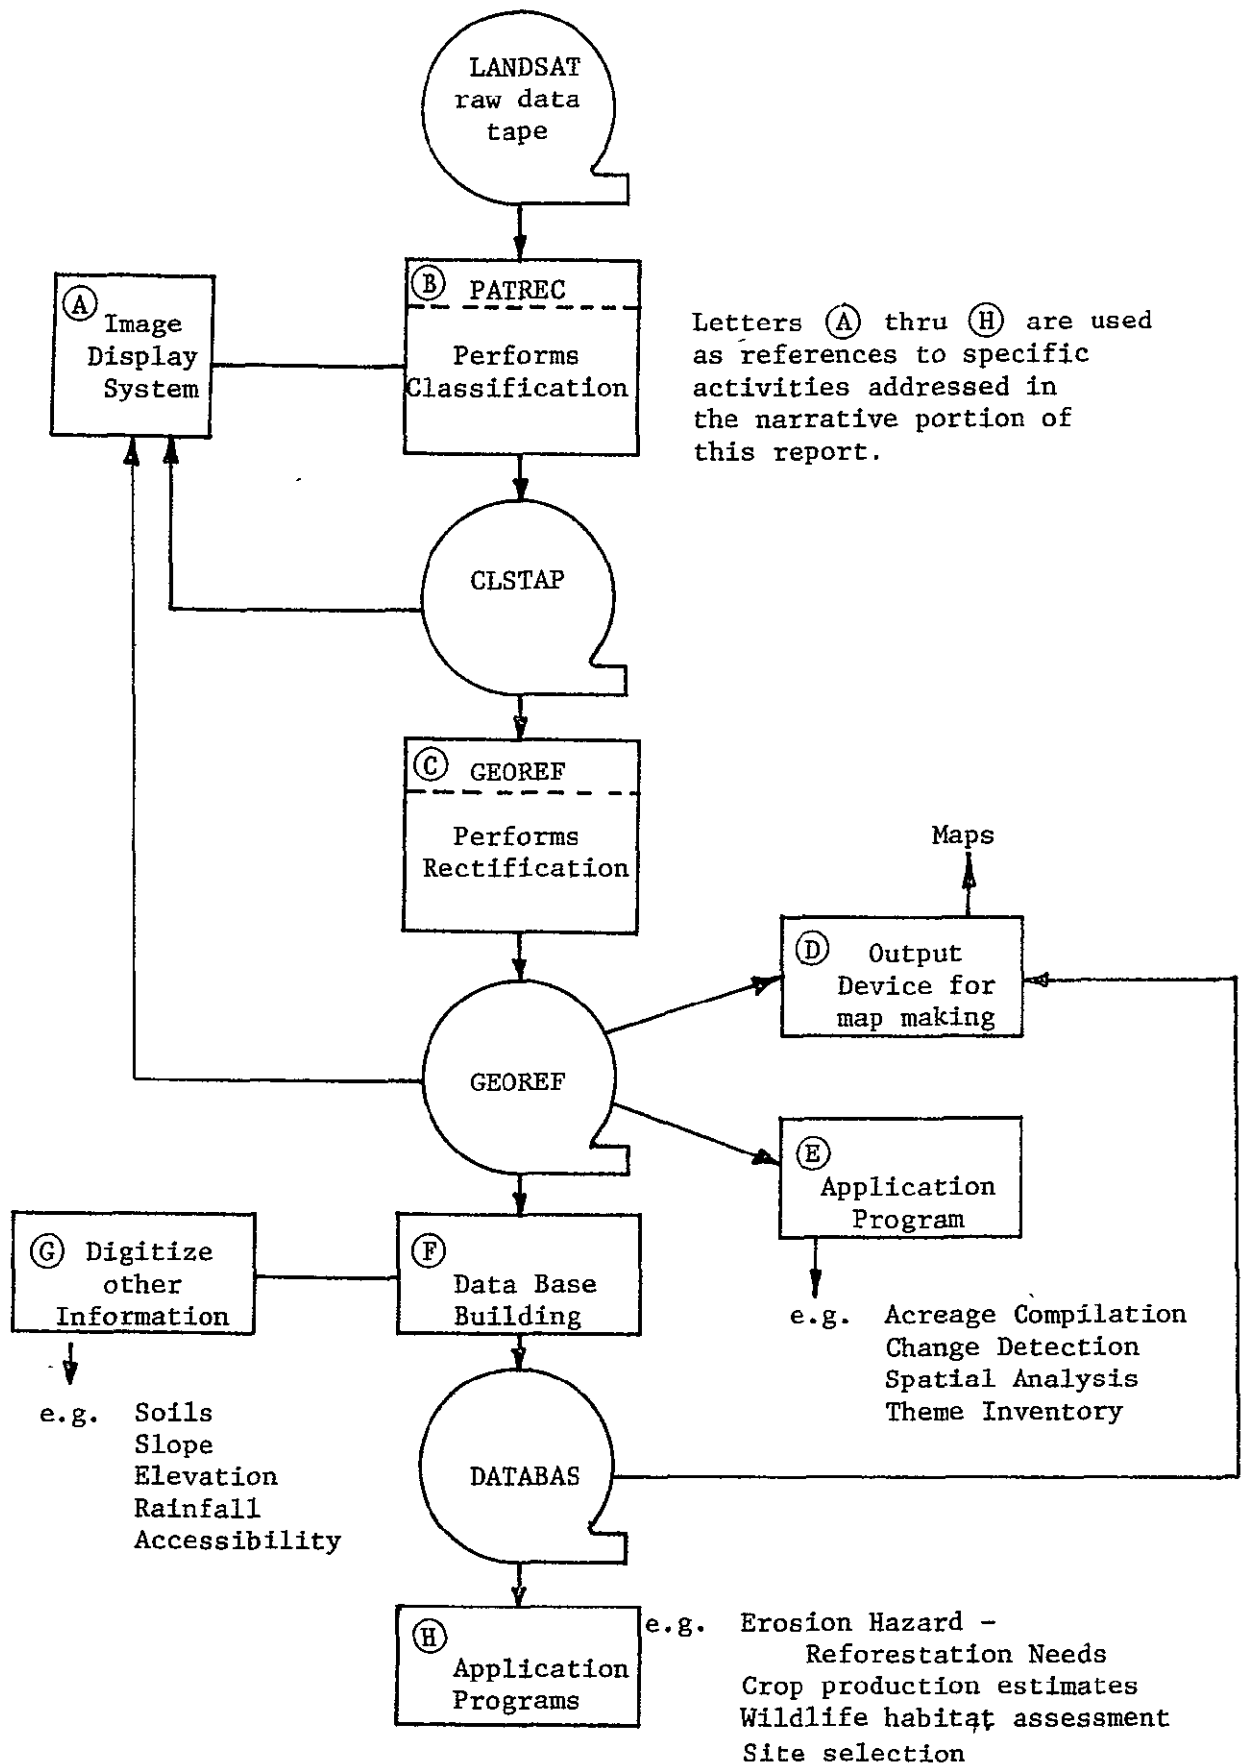 LANDSAT
raw data
tape
A
Image
Display
System
B PATREC
Performs
Classification
Letters A thru H are used
as references to specific
activities addressed in
the narrative portion of
this report.
CLSTAP
C GEOREF
Performs
Rectification
Maps
D Output
Device for
map making
GEOREF
E
Application
Program
e.g. Acreage Compilation
Change Detection
Spatial Analysis
Theme Inventory
G Digitize
other
Information
e.g. Soils
Slope
Elevation
Rainfall
Accessibility
F
Data Base
Building
DATABAS
H
Application
Programs
e.g. Erosion Hazard -
Reforestation Needs
Crop production estimates
Wildlife habitat assessment
Site selection